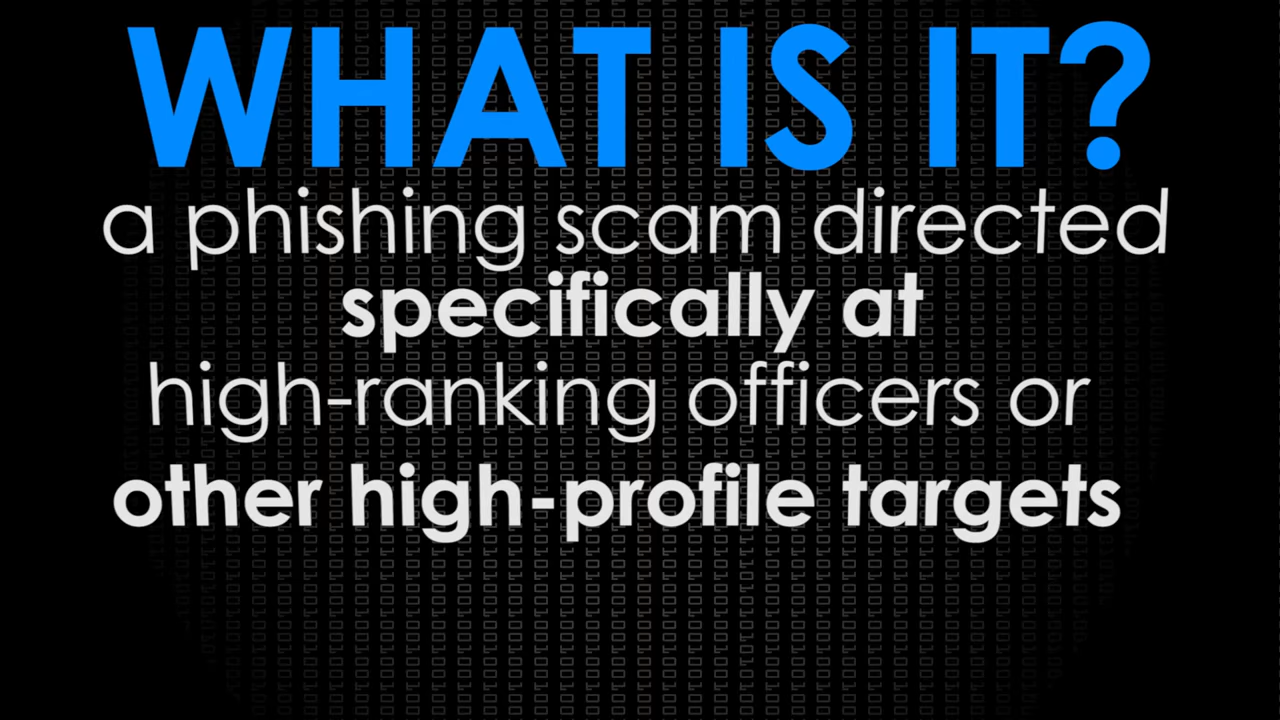 WHAT IS IT?
a phishing scam directed
specifically at
high-ranking officers or
other high-profile targets